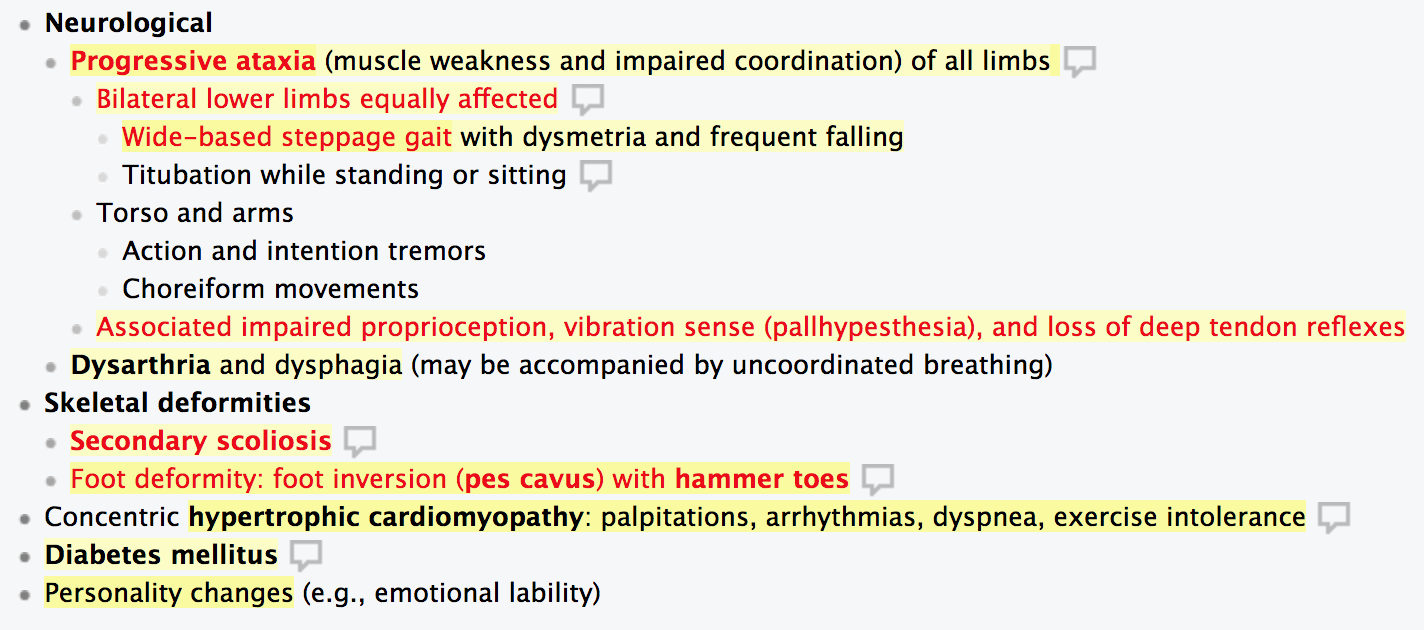 Neurological
Progressive ataxia (muscle weakness and impaired coordination) of all limbs
Bilateral lower limbs equally affected
Wide-based steppage gait with dysmetria and frequent falling
Titubation while standing or sitting
Torso and arms
Action and intention tremors
Choreiform movements
Associated impaired proprioception, vibration sense (pallhypesthesia), and loss of deep tendon reflexes
Dysarthria and dysphagia (may be accompanied by uncoordinated breathing)
Skeletal deformities
Secondary scoliosis
Foot deformity: foot inversion (pes cavus) with hammer toes
Concentric hypertrophic cardiomyopathy: palpitations, arrhythmias, dyspnea, exercise intolerance
Diabetes mellitus
Personality changes (e.g., emotional lability)